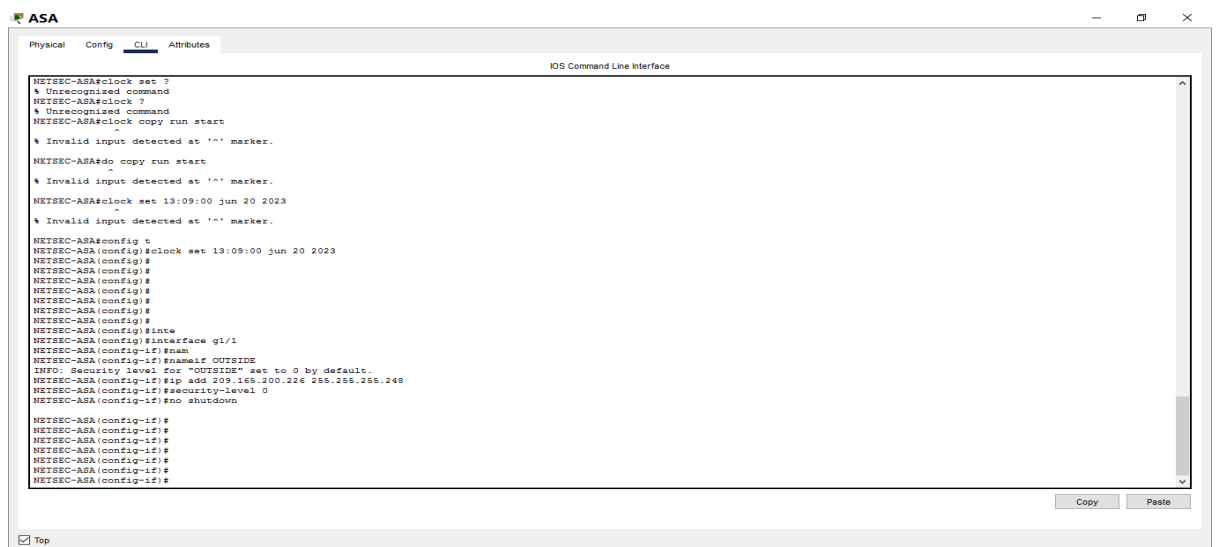 ASA
Physical Config CLI Attributes
IOS Command Line Interface
NETSEC-ASA#clock set ?
% Unrecognized command
NETSEC-ASA#clock ?
% Unrecognized command
NETSEC-ASA#clock copy run start
^
% Invalid input detected at '^' marker.
NETSEC-ASA#do copy run start
^
% Invalid input detected at '^' marker.
NETSEC-ASA#clock set 13:09:00 jun 20 2023
^
% Invalid input detected at '^' marker.
NETSEC-ASA#config t
NETSEC-ASA(config)#clock set 13:09:00 jun 20 2023
NETSEC-ASA(config)#
NETSEC-ASA(config)#
NETSEC-ASA(config)#
NETSEC-ASA(config)#
NETSEC-ASA(config)#
NETSEC-ASA(config)#
NETSEC-ASA(config)#
NETSEC-ASA(config)#inte
NETSEC-ASA(config)#interface g1/1
NETSEC-ASA(config-if)#nam
NETSEC-ASA(config-if)#nameif OUTSIDE
INFO: Security level for "OUTSIDE" set to 0 by default.
NETSEC-ASA(config-if)#ip add 209.165.200.226 255.255.255.248
NETSEC-ASA(config-if)#security-level 0
NETSEC-ASA(config-if)#no shutdown
NETSEC-ASA(config-if)#
NETSEC-ASA(config-if)#
NETSEC-ASA(config-if)#
NETSEC-ASA(config-if)#
NETSEC-ASA(config-if)#
NETSEC-ASA(config-if)#
NETSEC-ASA(config-if)#
Copy Paste
Top